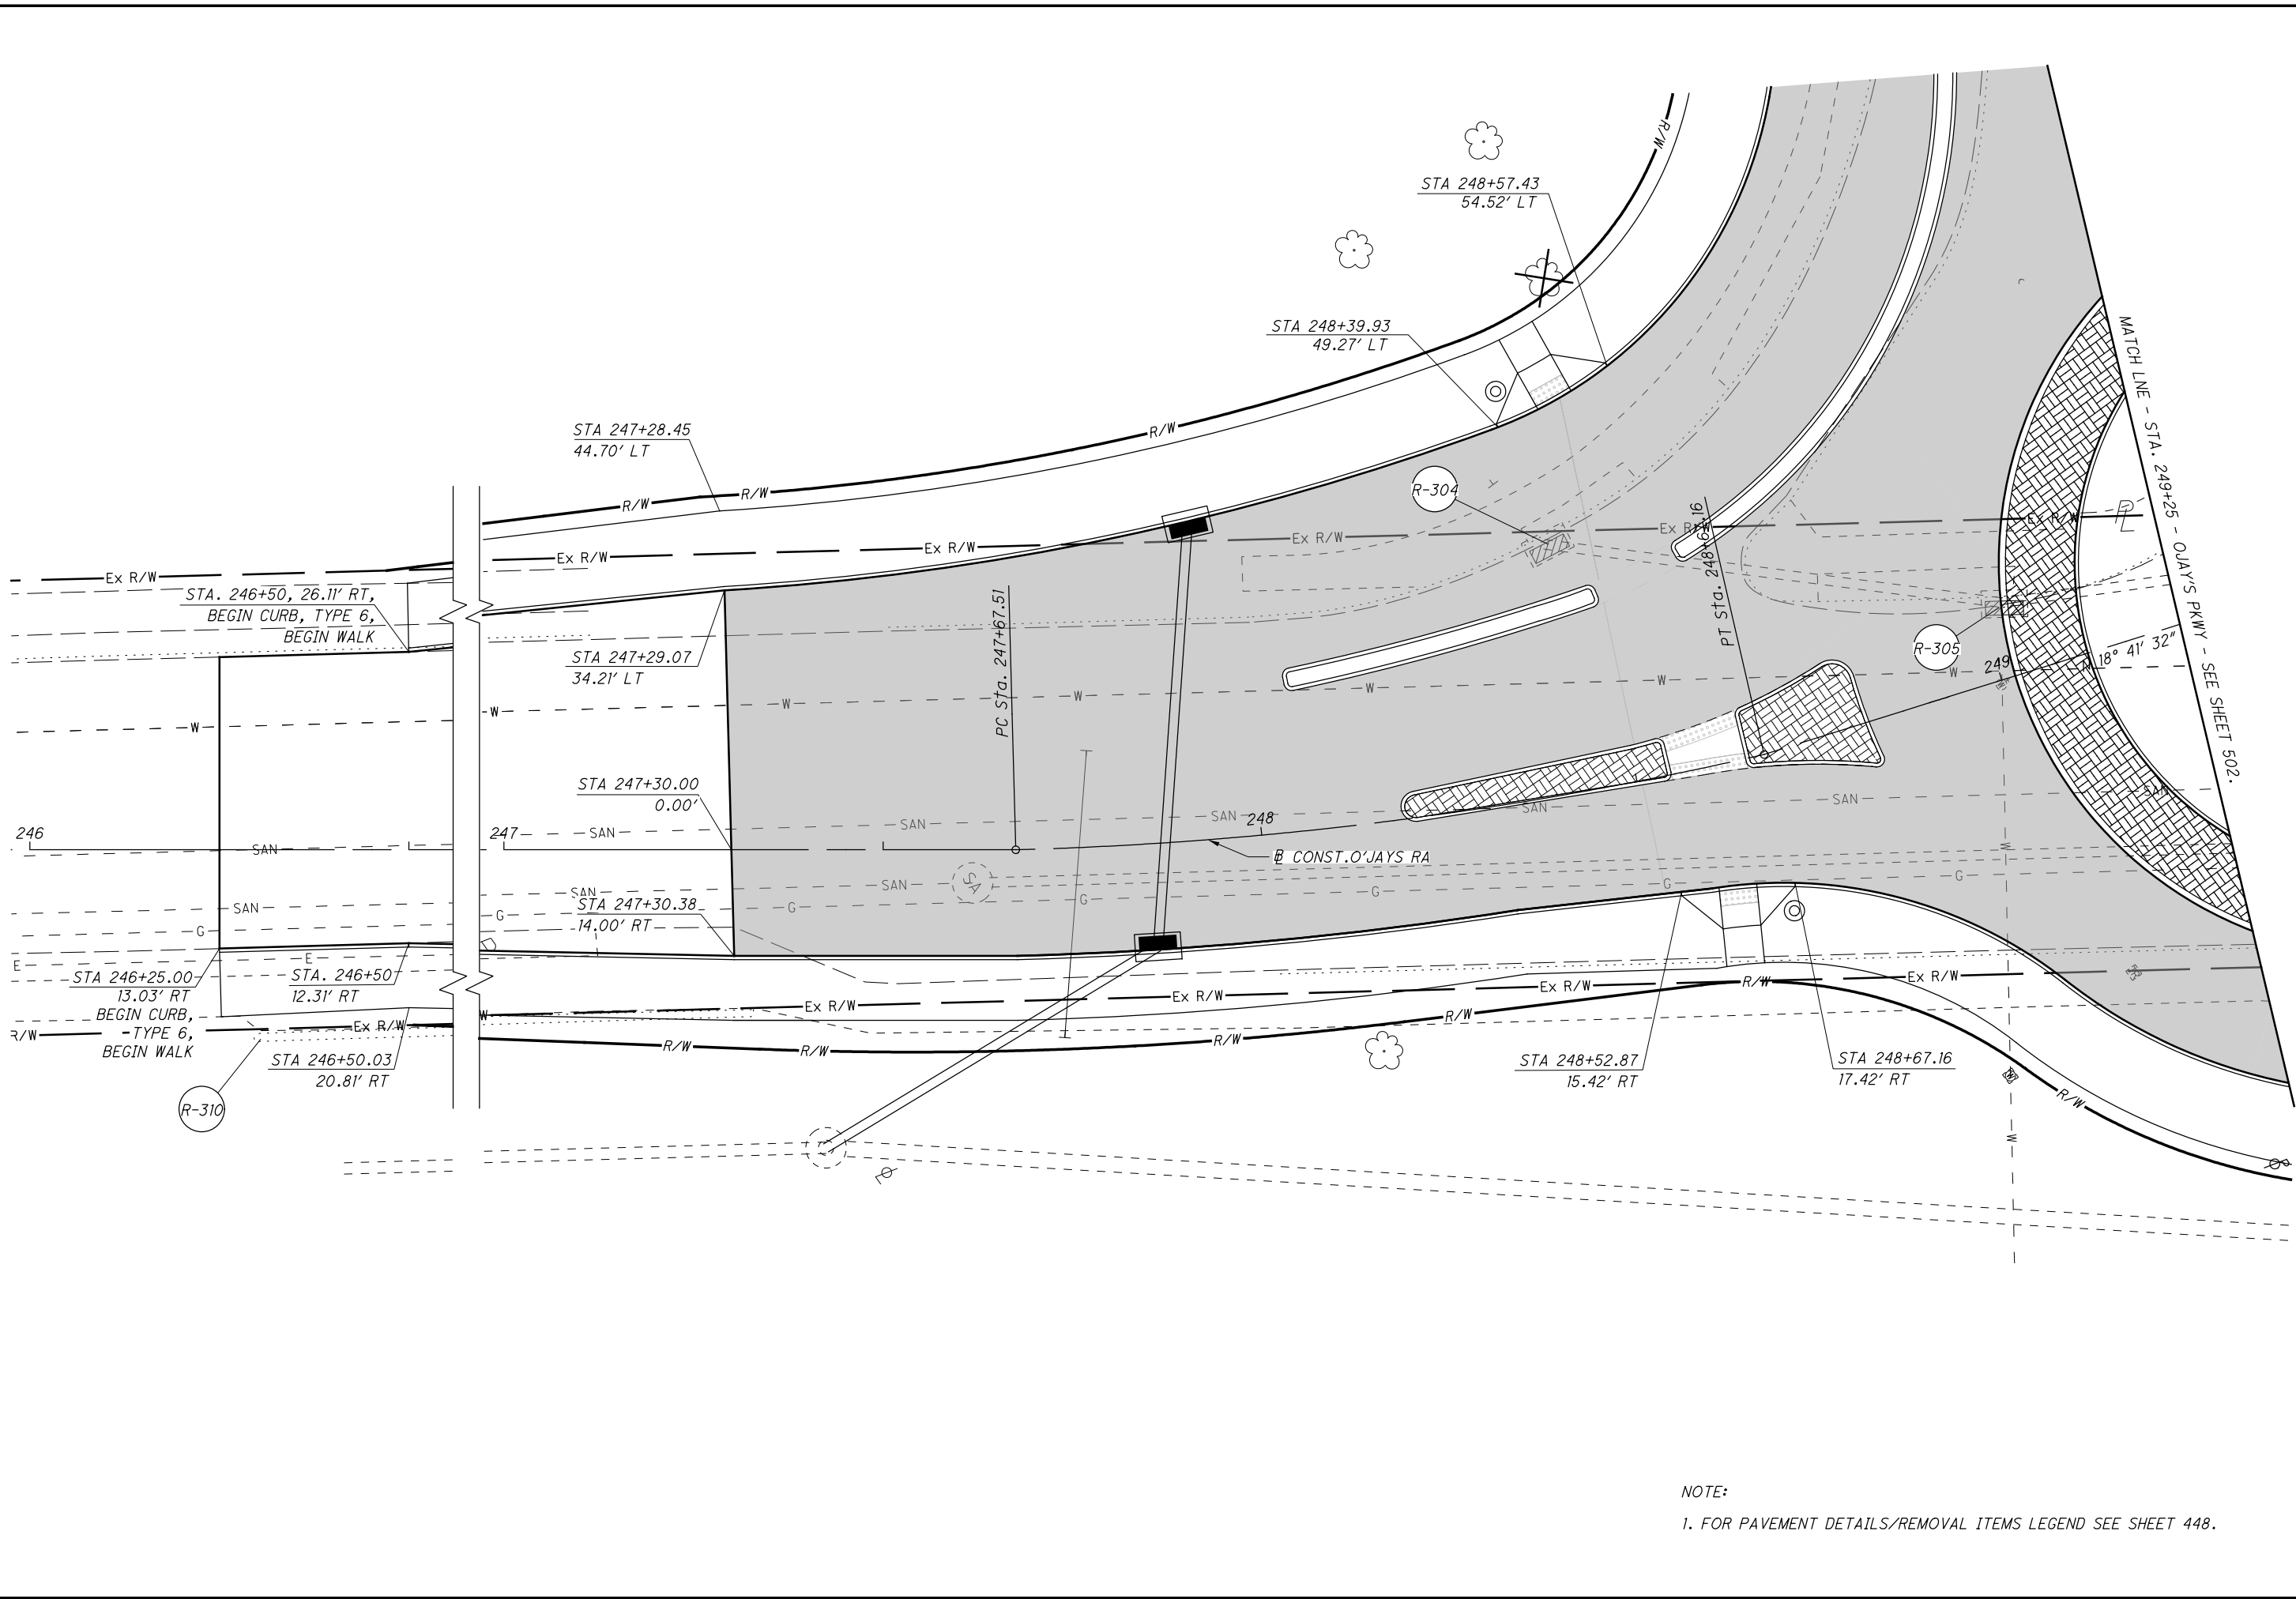 R/W
STA 248+57.43
54.52' LT
STA 248+39.93
49.27' LT
MATCH LNE - STA. 249+25 - OJAY'S PKWY - SEE SHEET 502.
STA 247+28.45
44.70' LT
R/W
R/W
R/W
R-304
Ex R/W
Ex R/W
Ex R/W
Ex R/W
Ex R/W
Ex R/W
PL
STA. 246+50, 26.11' RT,
BEGIN CURB, TYPE 6,
BEGIN WALK
PC Sta. 247+67.51
PT Sta. 248+67.16
STA 247+29.07
34.21' LT
R-305
249
N 18° 41' 32"
W
W
W
W
W
W
W
STA 247+30.00
0.00'
246
247
248
SAN
SAN
SAN
SAN
SAN
SAN
SAN
W
B CONST.O'JAYS RA
SAN
SAN
SAN
SA
STA 247+30.38
14.00' RT
G
G
G
G
G
G
G
E
E
STA 246+25.00
13.03' RT
BEGIN CURB,
TYPE 6,
BEGIN WALK
STA. 246+50
12.31' RT
R/W
Ex R/W
W
Ex R/W
Ex R/W
Ex R/W
R/W
Ex R/W
STA 246+50.03
20.81' RT
R/W
R/W
R/W
R/W
STA 248+52.87
15.42' RT
STA 248+67.16
17.42' RT
W
R/W
R-310
W
NOTE:
1. FOR PAVEMENT DETAILS/REMOVAL ITEMS LEGEND SEE SHEET 448.